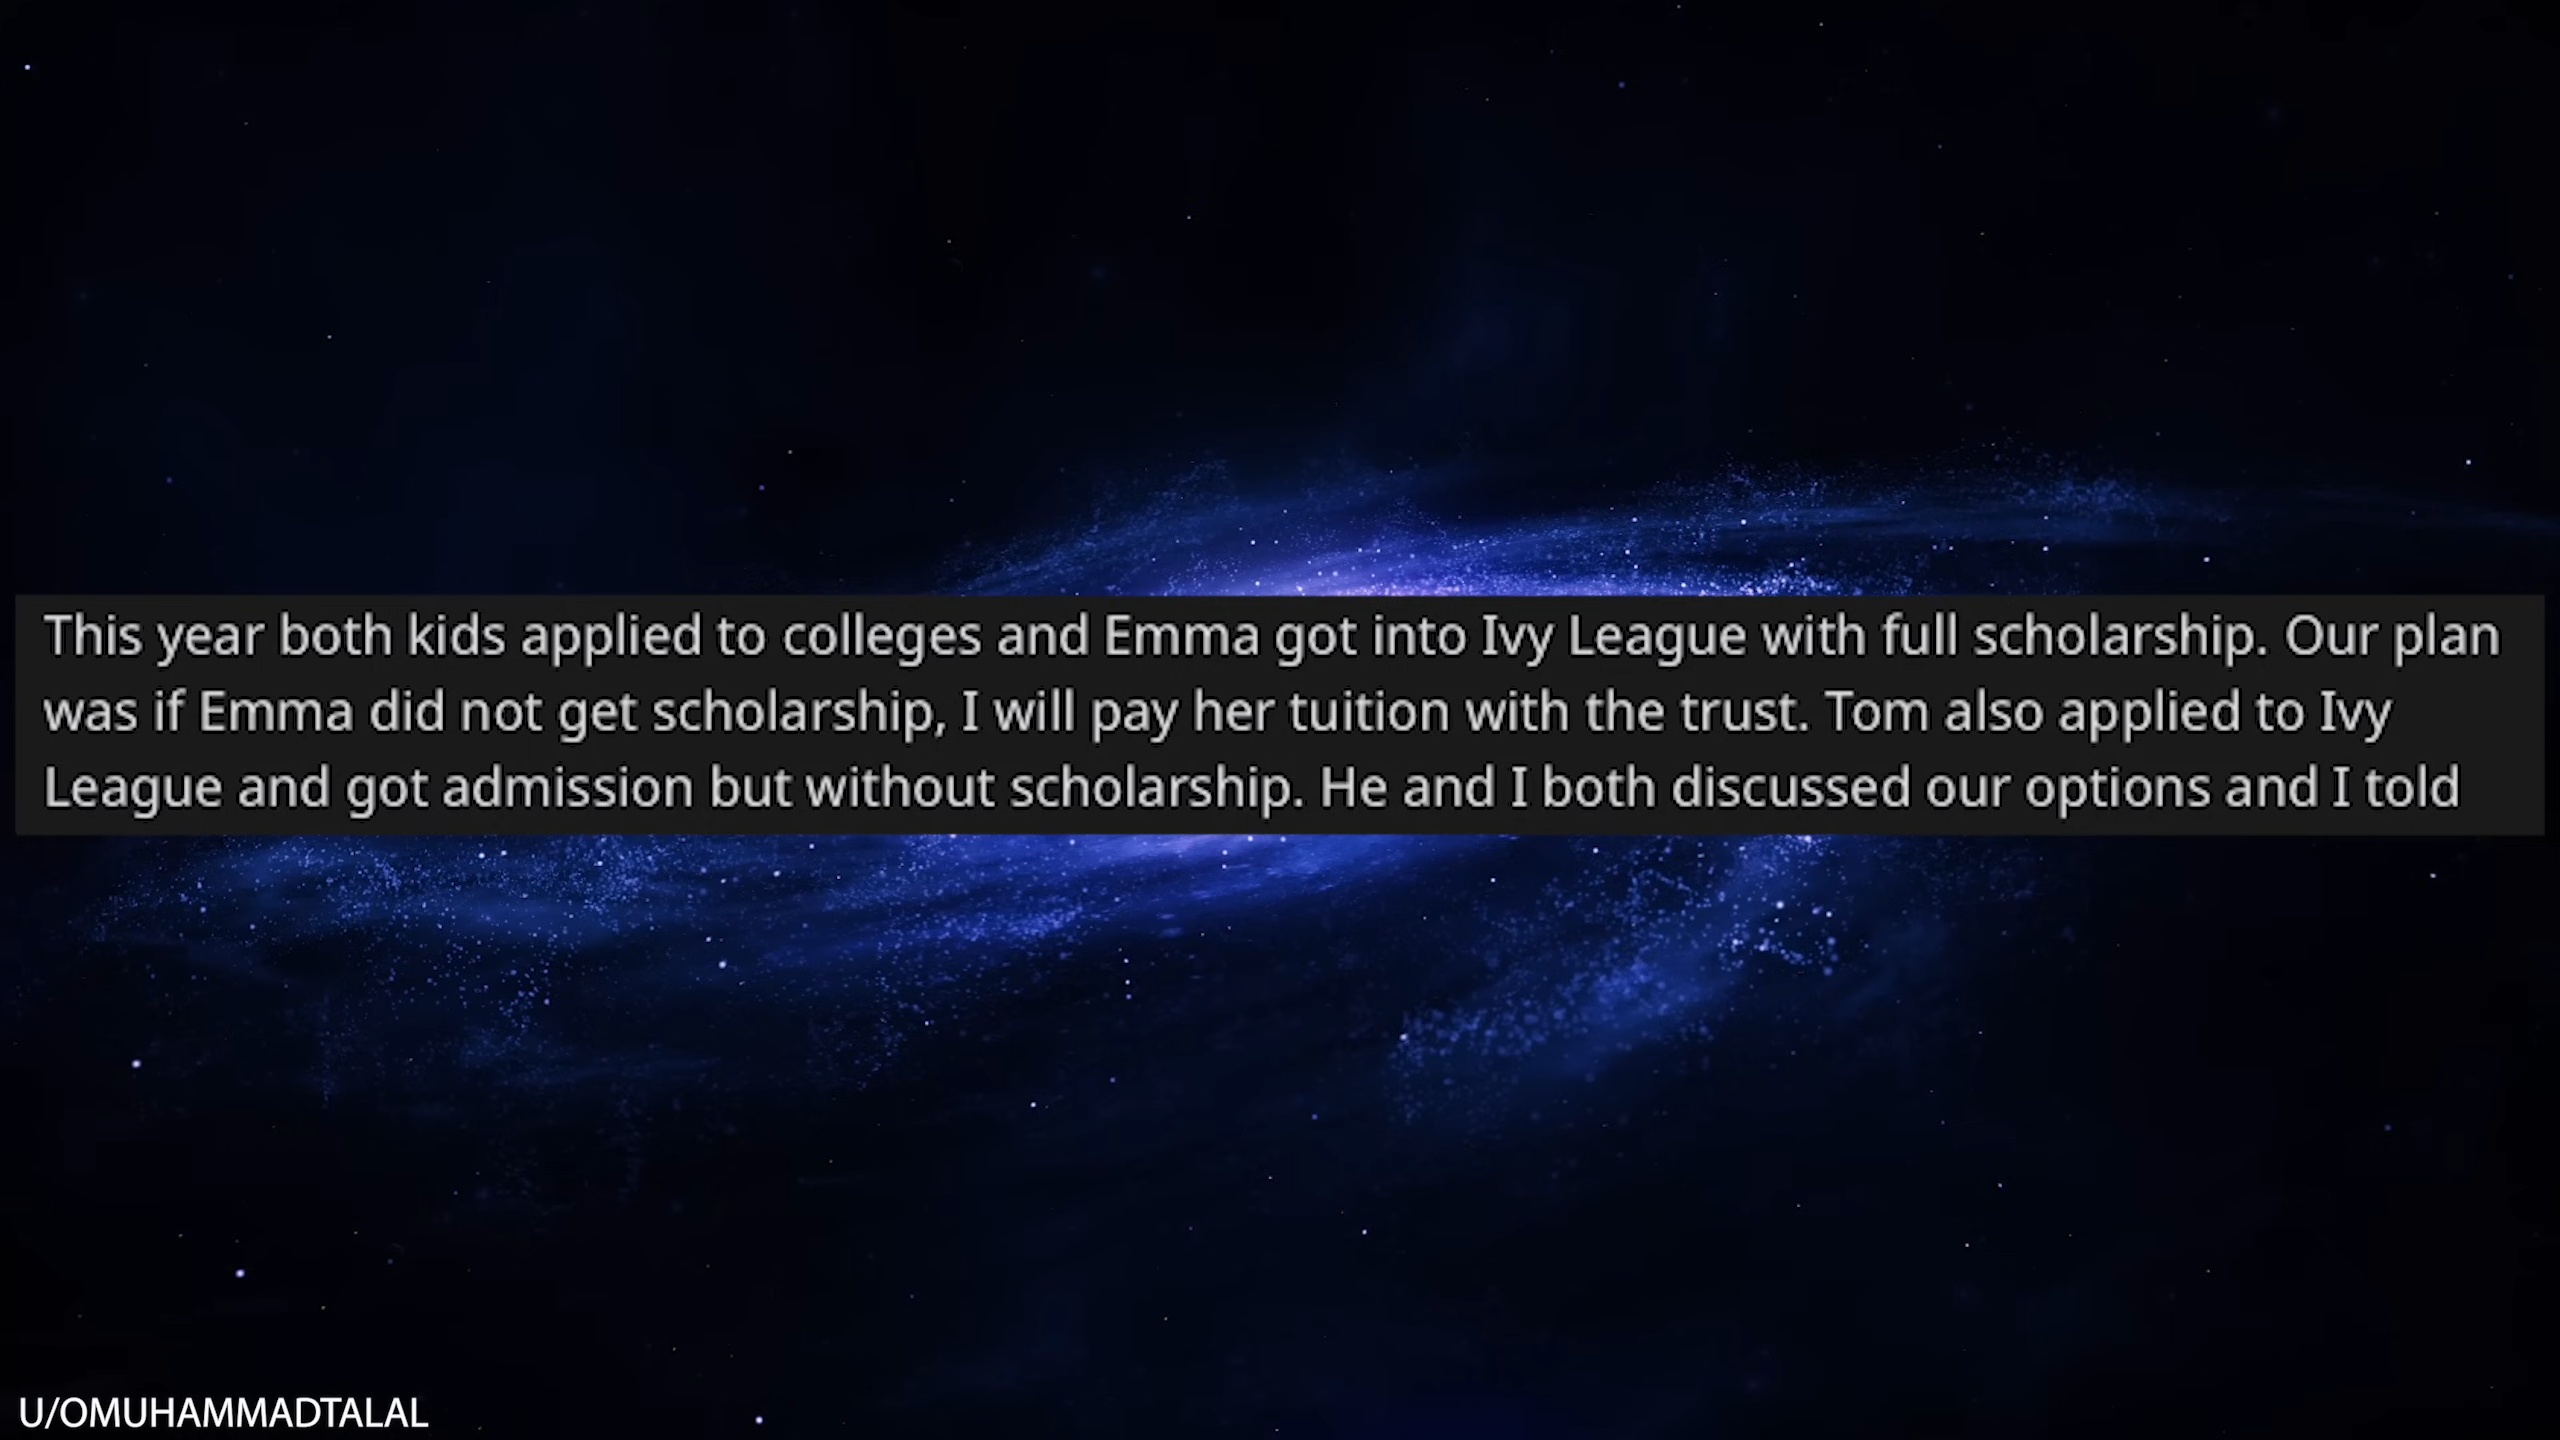 This year both kids applied to colleges and Emma got into Ivy League with full scholarship. Our plan
was if Emma did not get scholarship, I will pay her tuition with the trust. Tom also applied to Ivy
League and got admission but without scholarship. He and I both discussed our options and I told
U/OMUHAMMADTALAL